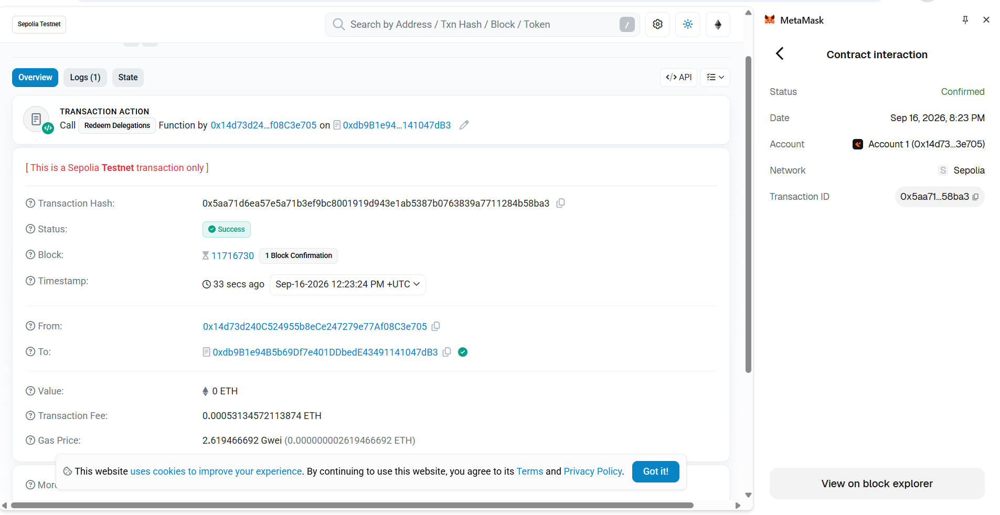 Sepolia Testnet
Search by Address / Txn Hash / Block / Token
/
Overview
Logs (1)
State
</> API
TRANSACTION ACTION
Call Redeem Delegations Function by 0x14d73d24...f08C3e705 on 0xdb9B1e94...141047dB3
[ This is a Sepolia Testnet transaction only ]
Transaction Hash: 0x5aa71d6ea57e5a71b3ef9bc8001919d943e1ab5387b0763839a7711284b58ba3
Status: Success
Block: 11716730 1 Block Confirmation
Timestamp: 33 secs ago Sep-16-2026 12:23:24 PM +UTC
From: 0x14d73d240C524955b8eCe247279e77Af08C3e705
To: 0xdb9B1e94B5b69Df7e401DDbedE43491141047dB3
Value: 0 ETH
Transaction Fee: 0.00053134572113874 ETH
Gas Price: 2.619466692 Gwei (0.000000002619466692 ETH)
This website uses cookies to improve your experience. By continuing to use this website, you agree to its Terms and Privacy Policy. Got it!
MetaMask
Contract interaction
Status Confirmed
Date Sep 16, 2026, 8:23 PM
Account Account 1 (0x14d73...3e705)
Network S Sepolia
Transaction ID 0x5aa71...58ba3
View on block explorer